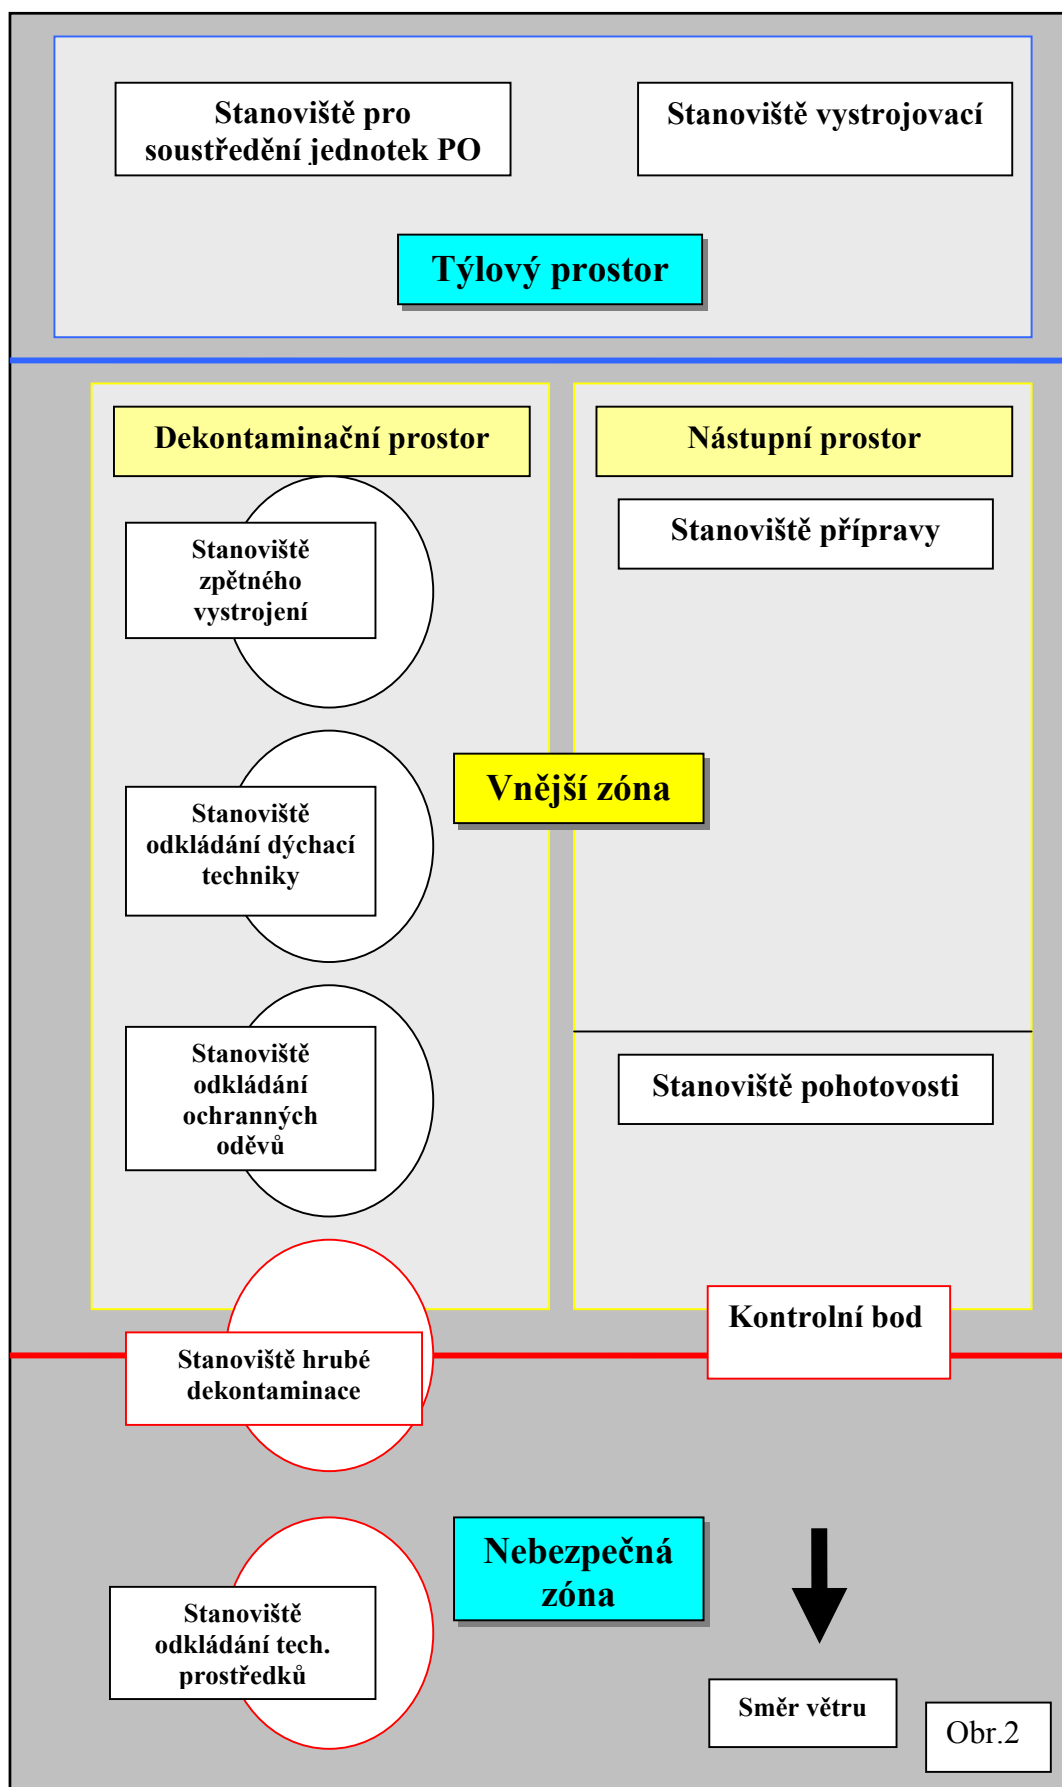 Stanoviště pro
soustředění jednotek PO
Stanoviště vystrojovací
Týlový prostor
Dekontaminační prostor
Nástupní prostor
Stanoviště
zpětného
vystrojení
Stanoviště přípravy
Vnější zóna
Stanoviště
odkládání dýchací
techniky
Stanoviště
odkládání
ochranných
oděvů
Stanoviště pohotovosti
Kontrolní bod
Stanoviště hrubé
dekontaminace
Nebezpečná
zóna
Stanoviště
odkládání tech.
prostředků
Směr větru
Obr.2